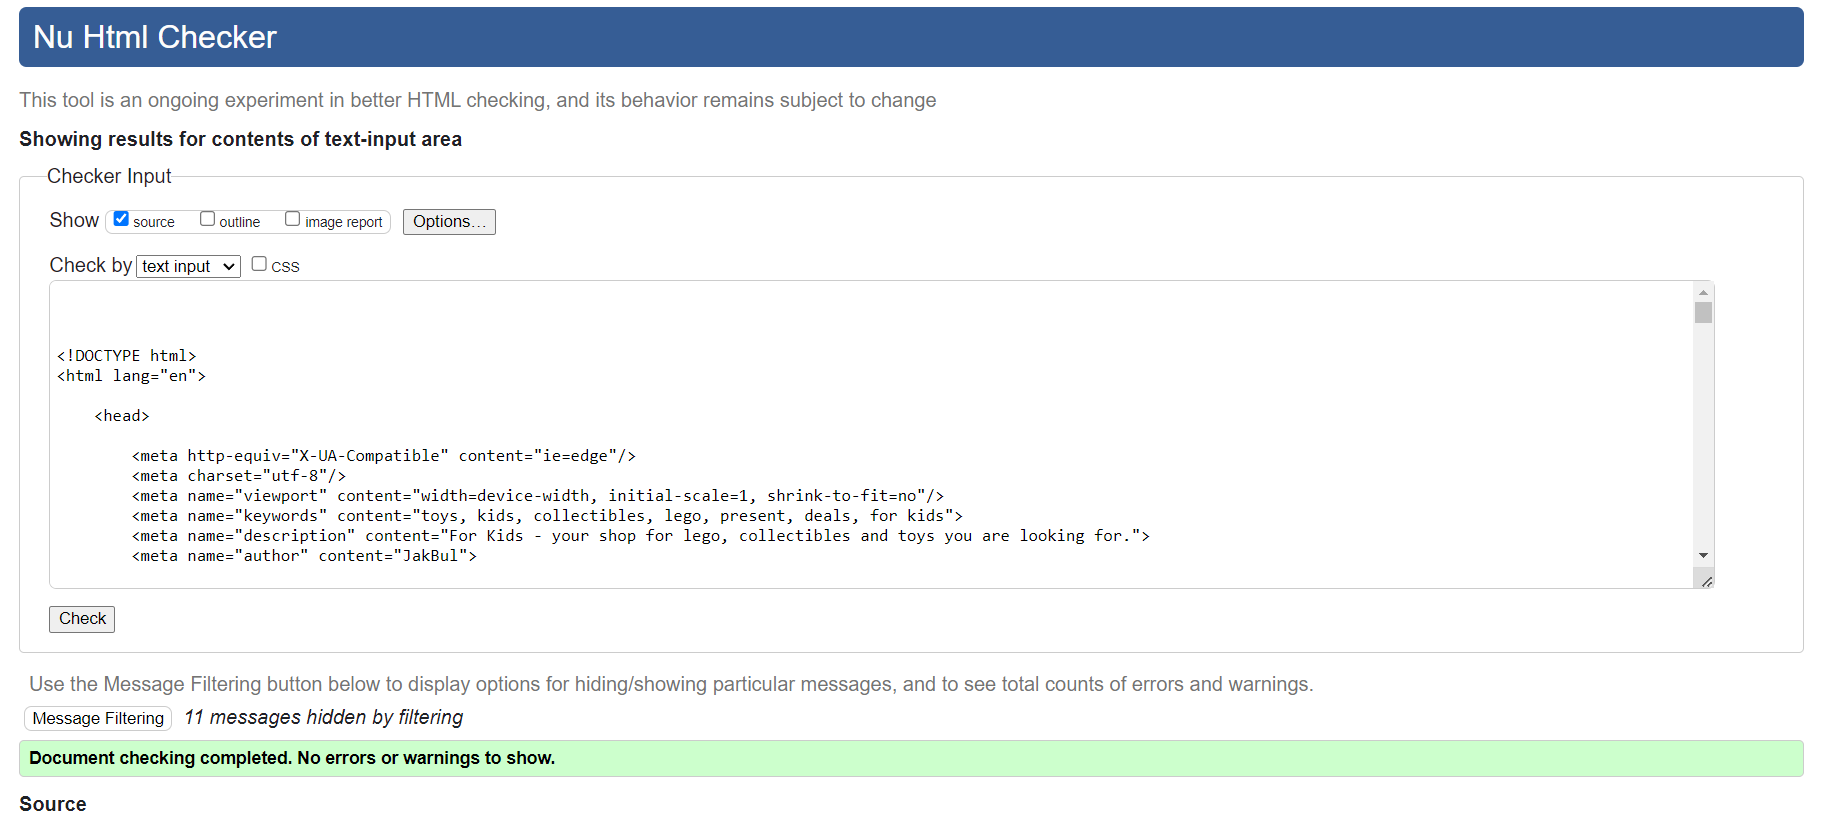 Nu Html Checker
This tool is an ongoing experiment in better HTML checking, and its behavior remains subject to change
Showing results for contents of text-input area
Checker Input
Show source outline image report Options…
Check by text input CSS
<!DOCTYPE html>
<html lang="en">
<head>
<meta http-equiv="X-UA-Compatible" content="ie=edge"/>
<meta charset="utf-8"/>
<meta name="viewport" content="width=device-width, initial-scale=1, shrink-to-fit=no"/>
<meta name="keywords" content="toys, kids, collectibles, lego, present, deals, for kids">
<meta name="description" content="For Kids - your shop for lego, collectibles and toys you are looking for.">
<meta name="author" content="JakBul">
Check
Use the Message Filtering button below to display options for hiding/showing particular messages, and to see total counts of errors and warnings.
Message Filtering 11 messages hidden by filtering
Document checking completed. No errors or warnings to show.
Source